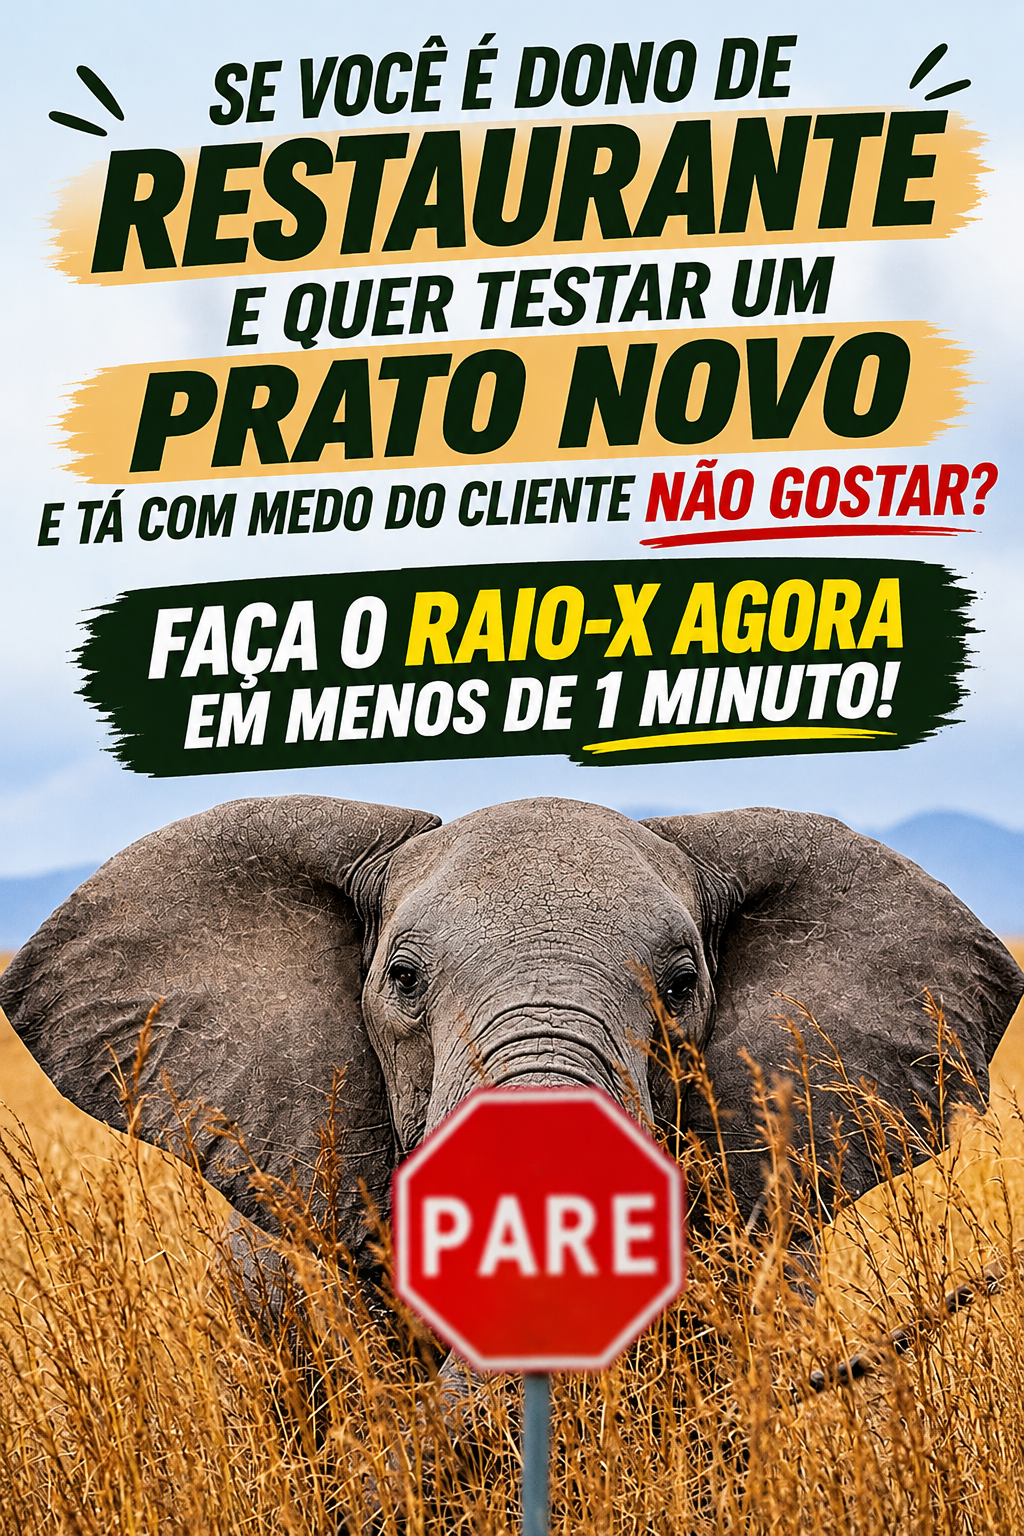 SE VOCÊ É DONO DE
RESTAURANTE
E QUER TESTAR UM
PRATO NOVO
E TÁ COM MEDO DO CLIENTE NÃO GOSTAR?
FAÇA O RAIO-X AGORA
EM MENOS DE 1 MINUTO!
PARE